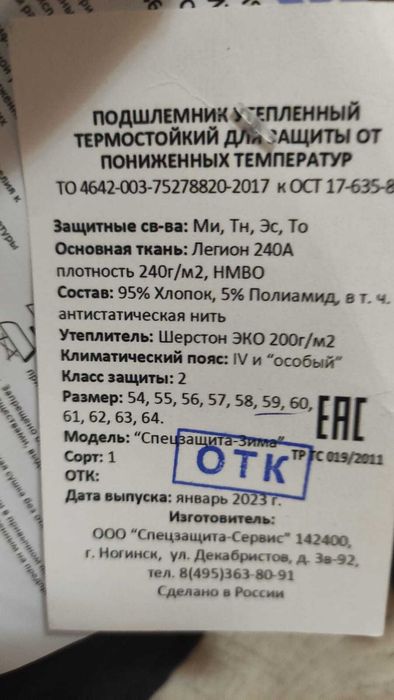 ПОДШЛЕМНИК УТЕПЛЕННЫЙ
ТЕРМОСТОЙКИЙ ДЛЯ ЗАЩИТЫ ОТ
ПОНИЖЕННЫХ ТЕМПЕРАТУР
ТО 4642-003-75278820-2017 к ОСТ 17-635-8
Защитные св-ва: Ми, Тн, Эс, То
Основная ткань: Легион 240А
плотность 240г/м2, НМВО
Состав: 95% Хлопок, 5% Полиамид, в т. ч.
антистатическая нить
Утеплитель: Шерстон ЭКО 200г/м2
Климатический пояс: IV и "особый"
Класс защиты: 2
Размер: 54, 55, 56, 57, 58, 59, 60,
61, 62, 63, 64.
ЕАС
Модель: "Спецзащита-Зима"
ТР ТС 019/2011
Сорт: 1
ОТК
ОТК:
Дата выпуска: январь 2023 г.
Изготовитель:
ООО "Спецзащита-Сервис" 142400,
г. Ногинск, ул. Декабристов, д. 3в-92,
тел. 8(495)363-80-91
Сделано в России